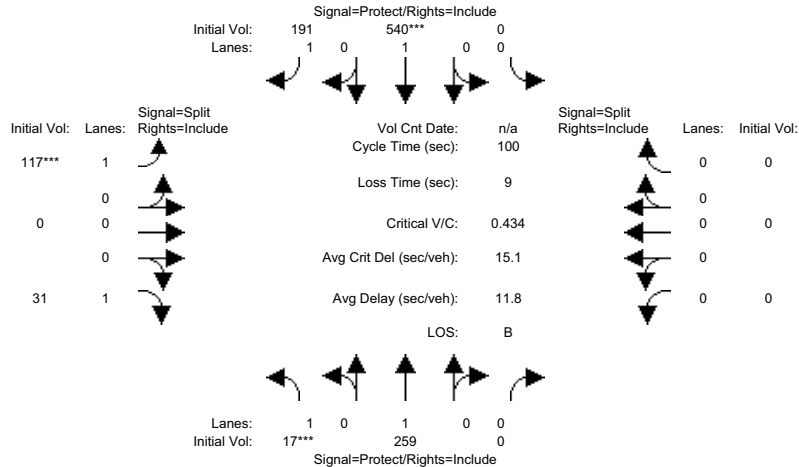 Signal=Protect/Rights=Include
Initial Vol: 191 540*** 0
Lanes: 1 0 1 0 0
Signal=Split
Signal=Split
Initial Vol: Lanes: Rights=Include Vol Cnt Date: n/a Rights=Include Lanes: Initial Vol:
Cycle Time (sec): 100
117*** 1 0 0
Loss Time (sec): 9
0 0
0 0 Critical V/C: 0.434 0 0
0 Avg Crit Del (sec/veh): 15.1 0
31 1 Avg Delay (sec/veh): 11.8 0 0
LOS: B
Lanes: 1 0 1 0 0
Initial Vol: 17*** 259 0
Signal=Protect/Rights=Include